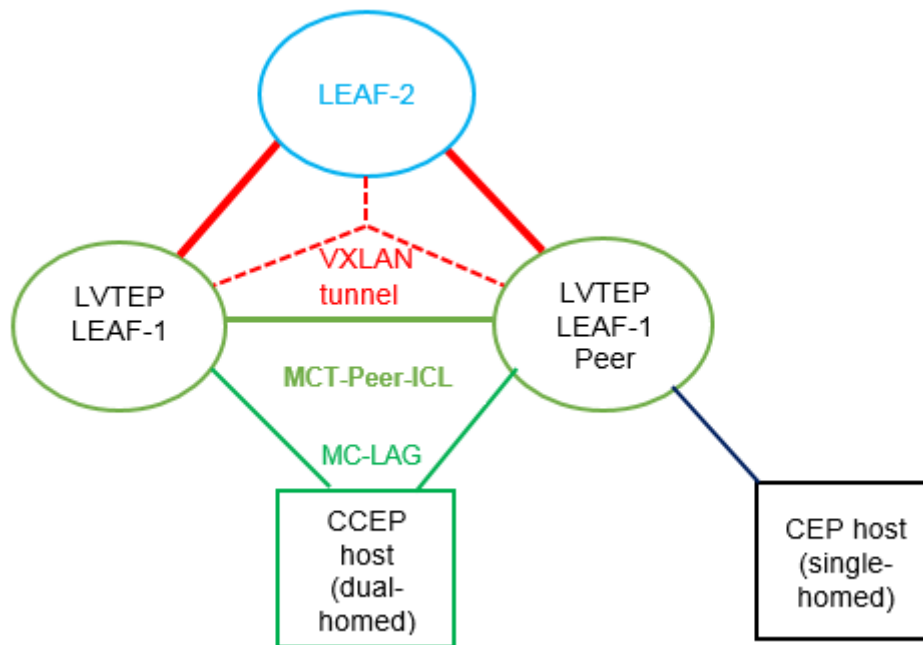 LEAF-2
VXLAN
tunnel
LVTEP
LEAF-1
LVTEP
LEAF-1
Peer
MCT-Peer-ICL
MC-LAG
CCEP
host
(dual-
homed)
CEP host
(single-
homed)